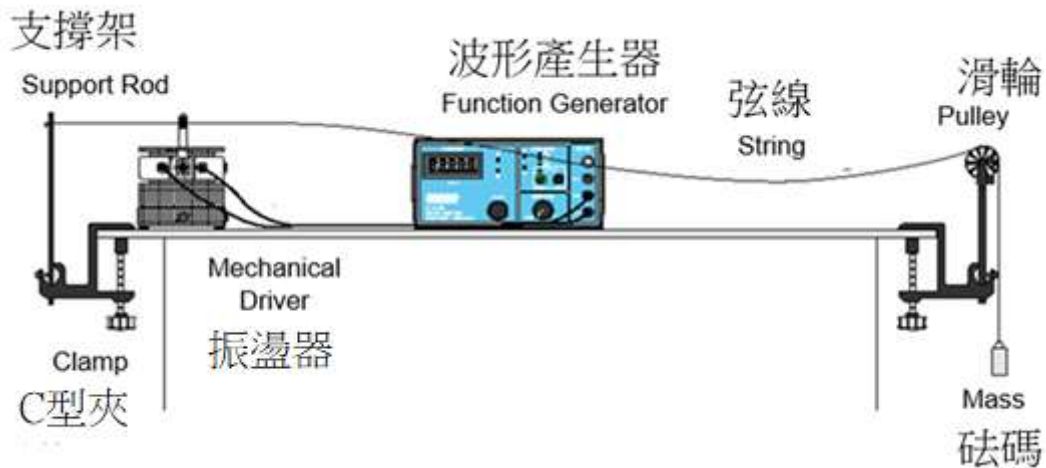 支撐架
Support Rod
波形產生器
Function Generator
弦線
String
滑輪
Pulley
Mechanical
Driver
振盪器
Clamp
C型夾
Mass
砝碼